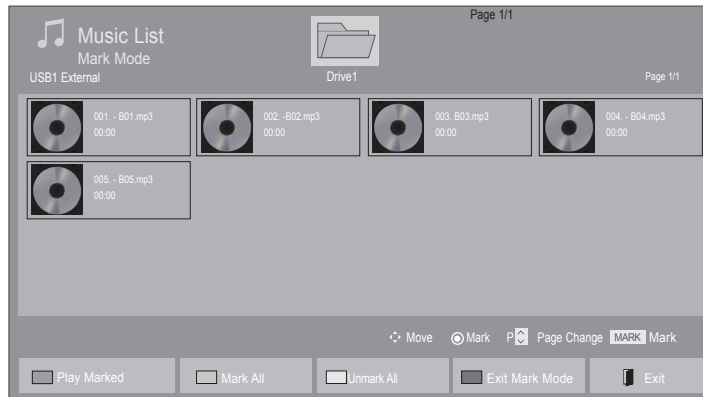 Page 1/1
Music List
Mark Mode
USB1 External
Drive1
Page 1/1
001. - B01.mp3
00:00
002. -B02.mp3
00:00
003. B03.mp3
00:00
004. - B04.mp3
00:00
005. - B05.mp3
00:00
Move Mark P Page Change MARK Mark
Play Marked Mark All Unmark All Exit Mark Mode Exit